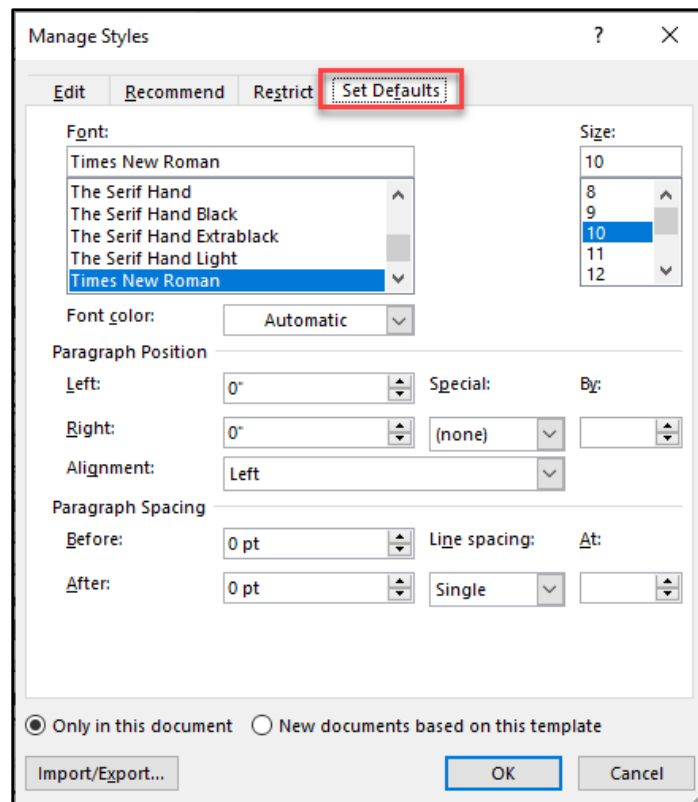 Manage Styles ?
Edit Recommend Restrict Set Defaults
Font: Size:
Times New Roman 10
The Serif Hand 8
The Serif Hand Black 9
The Serif Hand Extrablack 10
The Serif Hand Light 11
Times New Roman 12
Font color: Automatic
Paragraph Position
Left: 0" Special: By:
Right: 0" (none)
Alignment: Left
Paragraph Spacing
Before: 0 pt Line spacing: At:
After: 0 pt Single
Only in this document New documents based on this template
Import/Export... OK Cancel